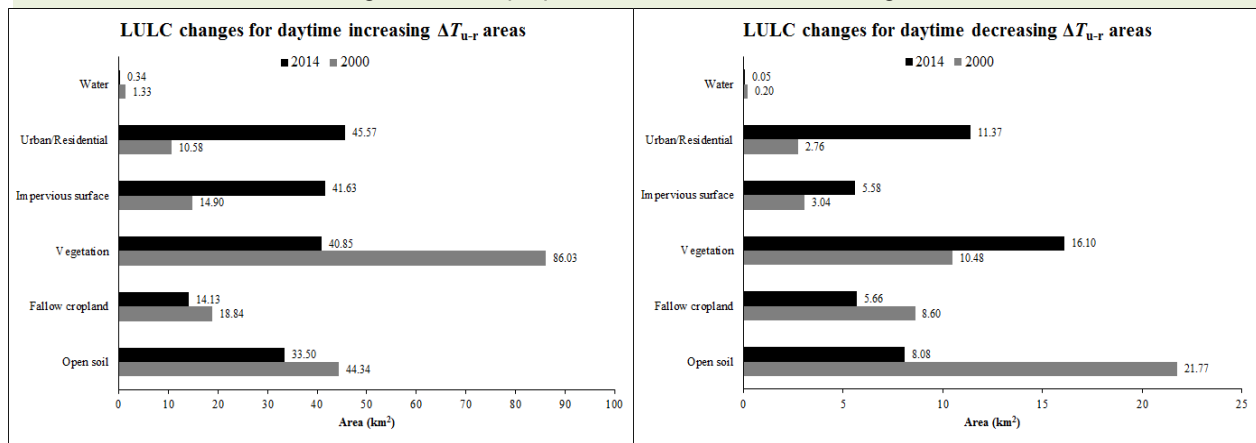 LULC changes for daytime increasing ΔTu-r areas
2014 2000
Water 0.34
1.33
Urban/Residential 45.57
10.58
Impervious surface 41.63
14.90
Vegetation 40.85
86.03
Fallow cropland 14.13
18.84
Open soil 33.50
44.34
0 10 20 30 40 50 60 70 80 90 100
Area (km²)
LULC changes for daytime decreasing ΔTu-r areas
2014 2000
Water 0.05
0.20
Urban/Residential 11.37
2.76
Impervious surface 5.58
3.04
Vegetation 16.10
10.48
Fallow cropland 5.66
8.60
Open soil 8.08
21.77
0 5 10 15 20 25
Area (km²)